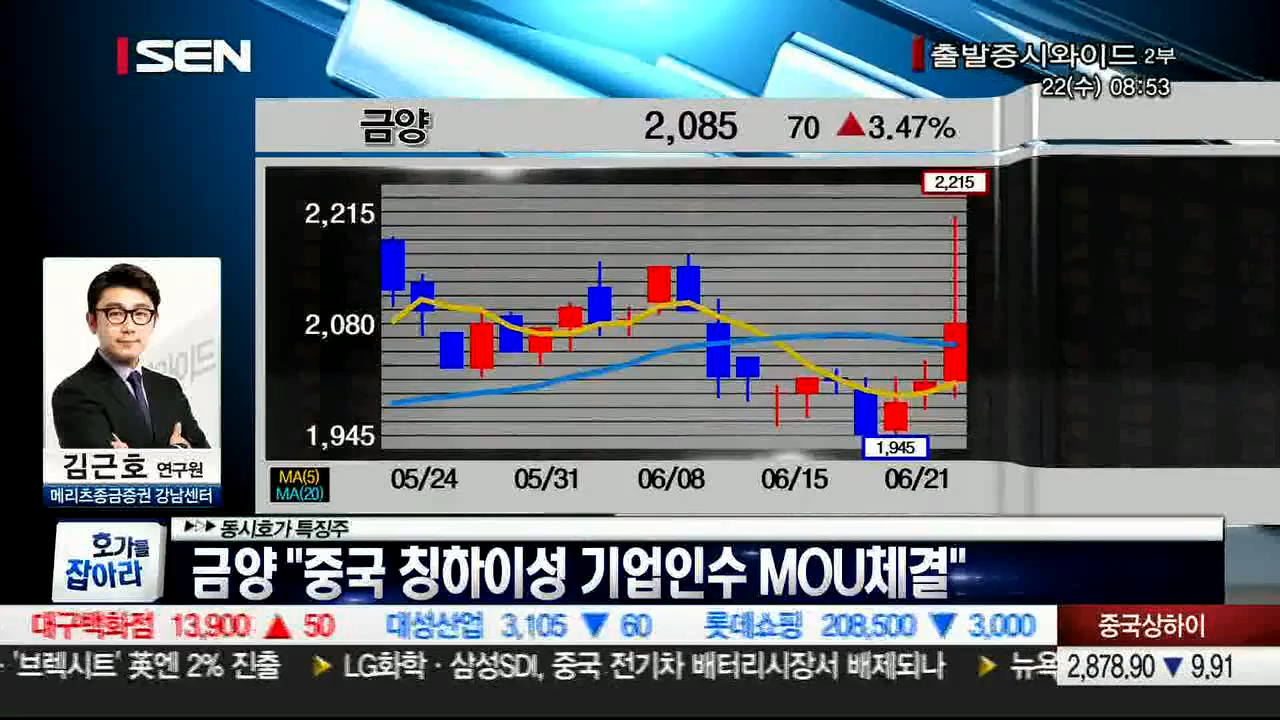 SEN
출발증시와이드 2부
22(수) 08:53
금양 2,085 70 ▲3.47%
2,215
2,215
2,080
1,945
1,945
MA(5)
MA(20)
05/24 05/31 06/08 06/15 06/21
김근호 연구원
메리츠종금증권 강남센터
호가를
잡아라
동시호가 특징주
금양 "중국 칭하이성 기업인수 MOU체결"
대구백화점 13,900 ▲ 50 대성산업 3,105 ▼ 60 롯데쇼핑 208,500 ▼ 3,000
중국상하이
'브렉시트' 英엔 2% 진출 LG화학·삼성SDI, 중국 전기차 배터리시장서 배제되나 뉴욕
2,878.90 ▼ 9.91